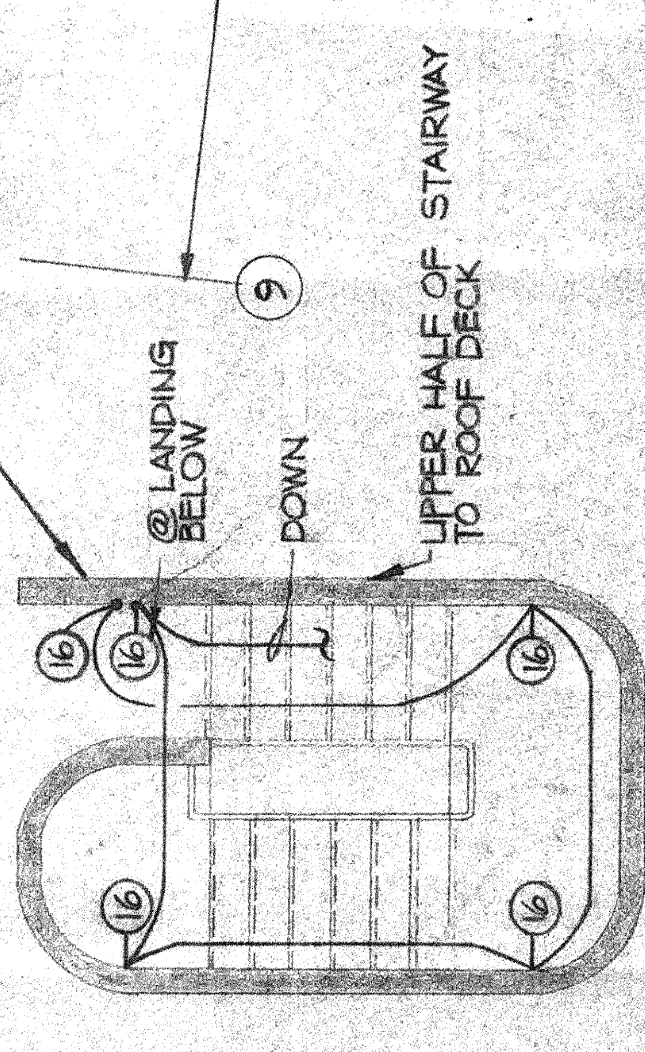 16
16
16
16
16
@ LANDING
BELOW
9
DOWN
UPPER HALF OF STAIRWAY
TO ROOF DECK